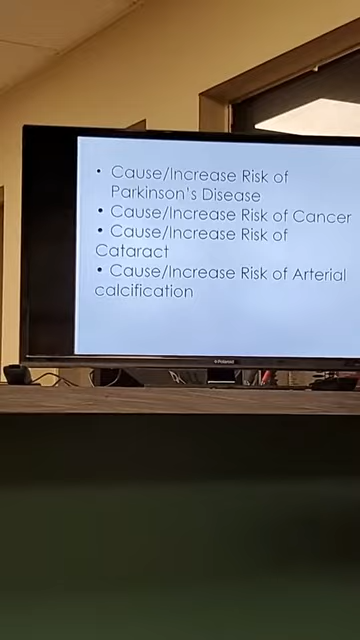 • Cause/Increase Risk of
Parkinson's Disease
• Cause/Increase Risk of Cancer
• Cause/Increase Risk of
Cataract
• Cause/Increase Risk of Arterial
calcification
Polaroid